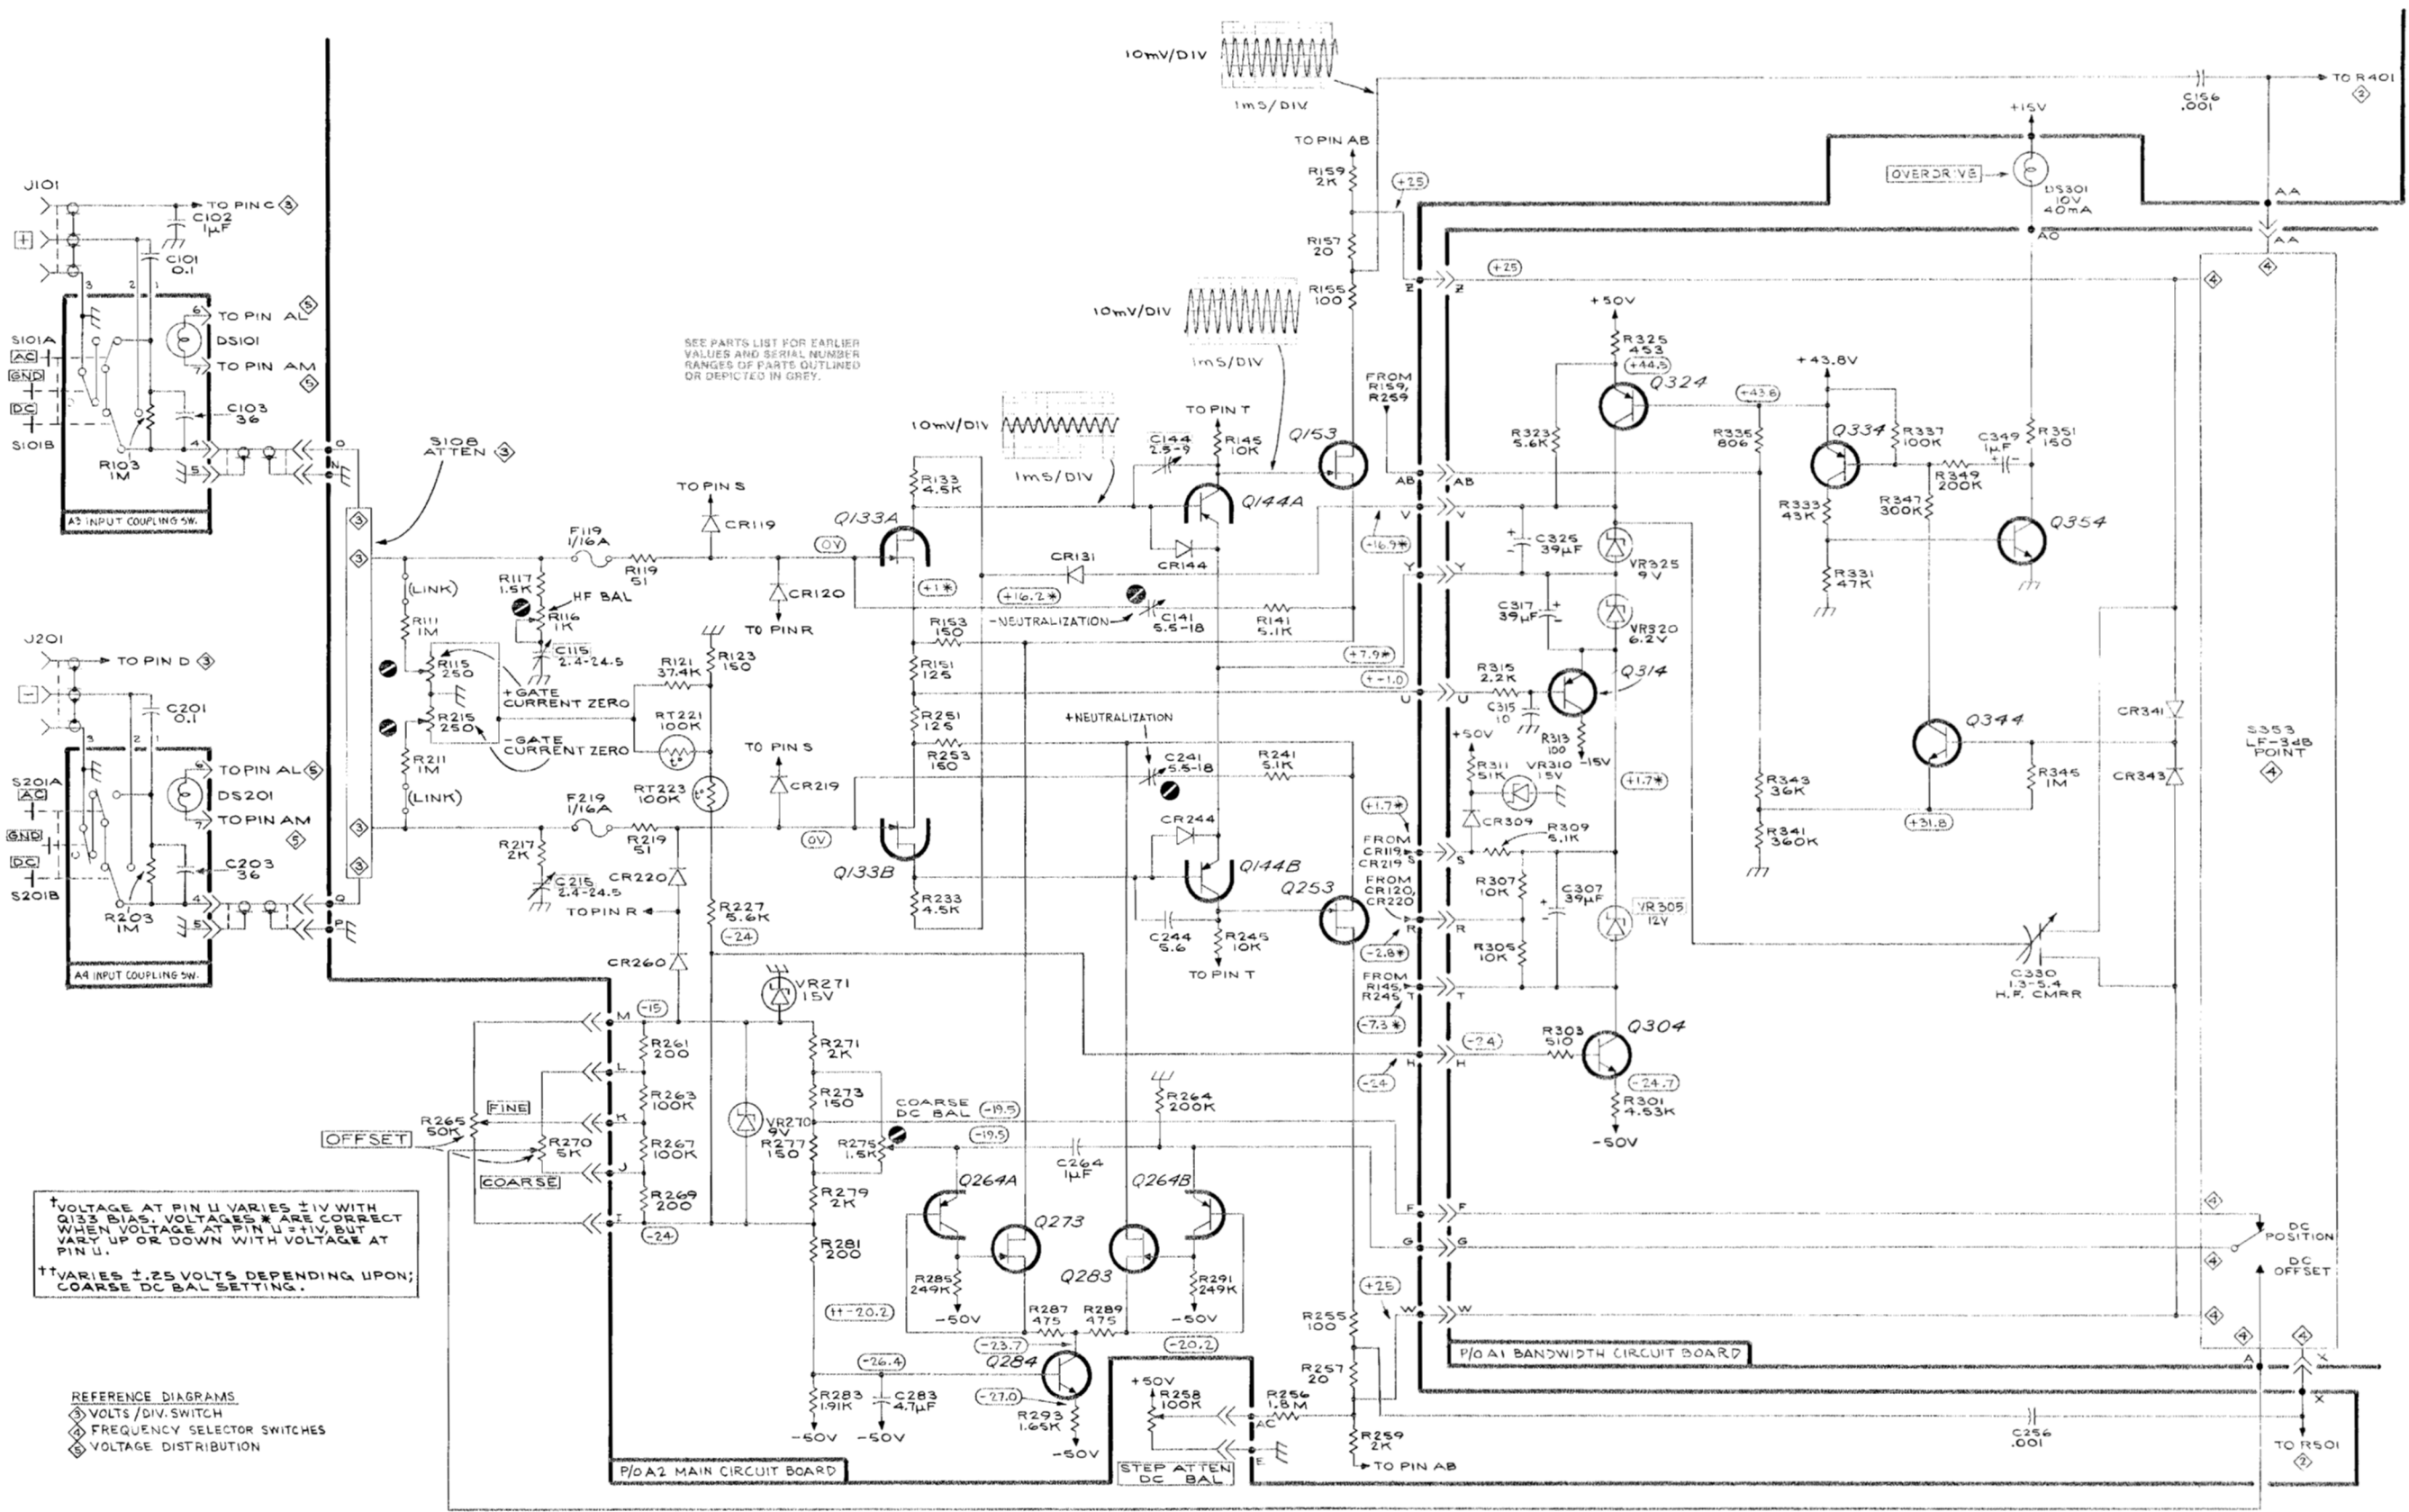 10mV/DIV
1mS/DIV
C156
.001
TO R401
2
+15V
OVERDRIVE
DS301
10V
40mA
AO
AA
AA
4
TO PIN AB
R159
2K
+25
R157
20
R155
100
Z
Z
+25
4
J101
TO PIN C 3
C102
1μF
+
C101
0.1
3
2
1
6
TO PIN AL 5
DS101
7
TO PIN AM
5
S101A
AC
GND
DC
S101B
C103
36
R103
1M
4
5
O
N
A3 INPUT COUPLING SW.
S108
ATTEN 3
3
3
3
3
SEE PARTS LIST FOR EARLIER
VALUES AND SERIAL NUMBER
RANGES OF PARTS OUTLINED
OR DEPICTED IN GREY.
10mV/DIV
1mS/DIV
10mV/DIV
1mS/DIV
TO PIN T
C144
2.5-9
R145
10K
Q153
Q144A
CR144
FROM
R159,
R259
AB
AB
V
V
-16.9*
Y
Y
R133
4.5K
Q133A
0V
+1*
CR131
+16.2*
-NEUTRALIZATION
C141
5.5-18
R141
5.1K
+7.9*
†+1.0
U
U
TO PIN S
CR119
F119
1/16A
R119
51
CR120
TO PIN R
(LINK)
R111
1M
R117
1.5K
HF BAL
R116
1K
C115
2.4-24.5
R115
250
+GATE
CURRENT ZERO
R215
250
-GATE
CURRENT ZERO
R211
1M
(LINK)
R121
37.4K
R123
150
RT221
100K
t°
RT223
100K
t°
TO PIN S
CR219
F219
1/16A
R219
51
R217
2K
C215
2.4-24.5
CR220
TO PIN R
R227
5.6K
-24
CR260
R153
150
R151
125
R251
125
R253
150
0V
Q133B
R233
4.5K
+NEUTRALIZATION
C241
5.5-18
R241
5.1K
CR244
Q144B
Q253
C244
5.6
R245
10K
TO PIN T
J201
TO PIN D 3
-
C201
0.1
3
2
1
6
TO PIN AL 5
DS201
7
TO PIN AM
5
S201A
AC
GND
DC
S201B
C203
36
R203
1M
4
5
Q
P
A4 INPUT COUPLING SW.
+50V
R325
453
+44.5
Q324
R323
5.6K
C325
39μF
VR325
9V
C317
39μF
VR320
6.2V
R315
2.2K
C315
10
Q314
R313
100
-15V
+50V
R311
51K
VR310
15V
+1.7*
+1.7*
CR309
R309
5.1K
FROM
CR119
CR219 S
S
FROM
CR120,
CR220
R
R
-2.8*
R307
10K
C307
39μF
VR305
12V
R305
10K
FROM
R145,
R245 T
T
-7.3*
-24
R303
510
Q304
H
H
-24
-24.7
R301
4.53K
-50V
+43.8
+43.8V
R335
806
Q334
R337
100K
C349
1μF
R351
150
R349
200K
R347
300K
R333
43K
R331
47K
Q354
Q344
R343
36K
R341
360K
+31.8
R345
1M
CR341
CR343
S353
LF-3dB
POINT
4
C330
1.3-5.4
H.F. CMRR
M
-15
R261
200
L
R263
100K
K
R267
100K
J
R269
200
I
-24
FINE
R265
50K
OFFSET
R270
5K
COARSE
VR271
15V
R271
2K
R273
150
VR270
9V
R277
150
R275
1.5K
COARSE
DC BAL
-19.5
-19.5
R279
2K
R281
200
††-20.2
R283
1.91K
-50V
-26.4
C283
4.7μF
-50V
C264
1μF
R264
200K
Q264A
Q264B
Q273
Q283
R285
249K
-50V
R291
249K
-50V
R287
475
R289
475
-23.7
-20.2
Q284
-27.0
R293
1.65K
-50V
+50V
R258
100K
AC
E
STEP ATTEN
DC BAL
R256
1.8M
R255
100
R257
20
R259
2K
TO PIN AB
+25
F
F
G
G
W
W
4
4
4
DC
POSITION
DC
OFFSET
4
4
A
X
X
P/O A1 BANDWIDTH CIRCUIT BOARD
C256
.001
TO R501
2
P/O A2 MAIN CIRCUIT BOARD
†VOLTAGE AT PIN U VARIES ±1V WITH
Q133 BIAS. VOLTAGES * ARE CORRECT
WHEN VOLTAGE AT PIN U = +1V, BUT
VARY UP OR DOWN WITH VOLTAGE AT
PIN U.
††VARIES ±.25 VOLTS DEPENDING UPON;
COARSE DC BAL SETTING.
REFERENCE DIAGRAMS
3 VOLTS/DIV. SWITCH
4 FREQUENCY SELECTOR SWITCHES
5 VOLTAGE DISTRIBUTION